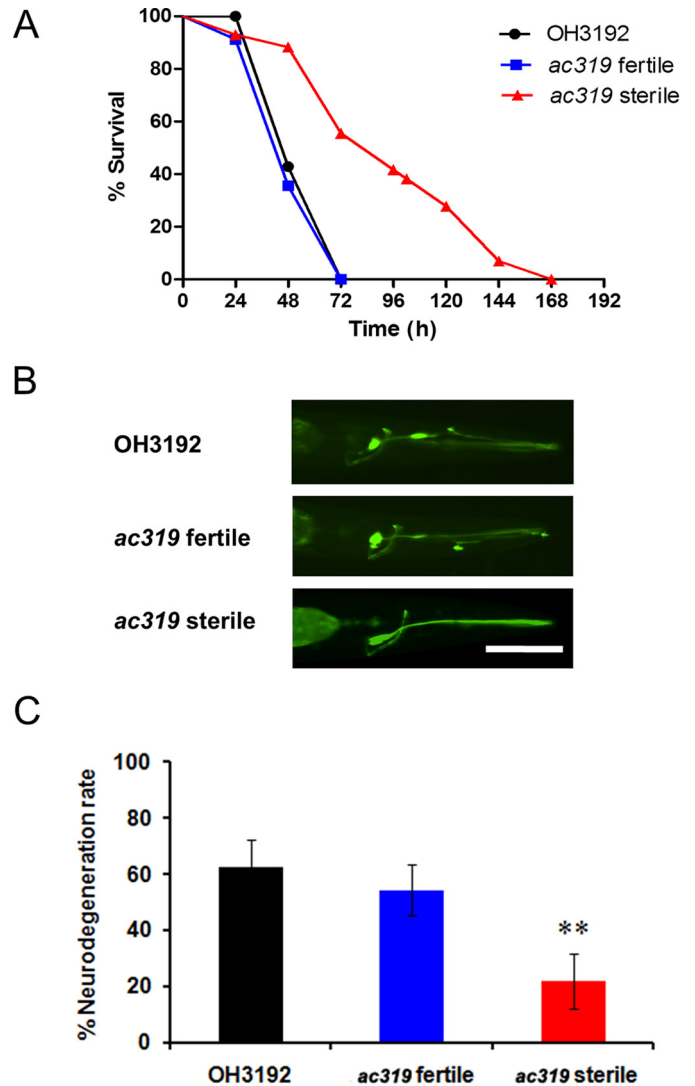 A
100
80
60
40
20
0
% Survival
0 24 48 72 96 120 144 168 192
Time (h)
OH3192
ac319 fertile
ac319 sterile
B
OH3192
ac319 fertile
ac319 sterile
C
100
80
60
40
20
0
% Neurodegeneration rate
**
OH3192 ac319 fertile ac319 sterile